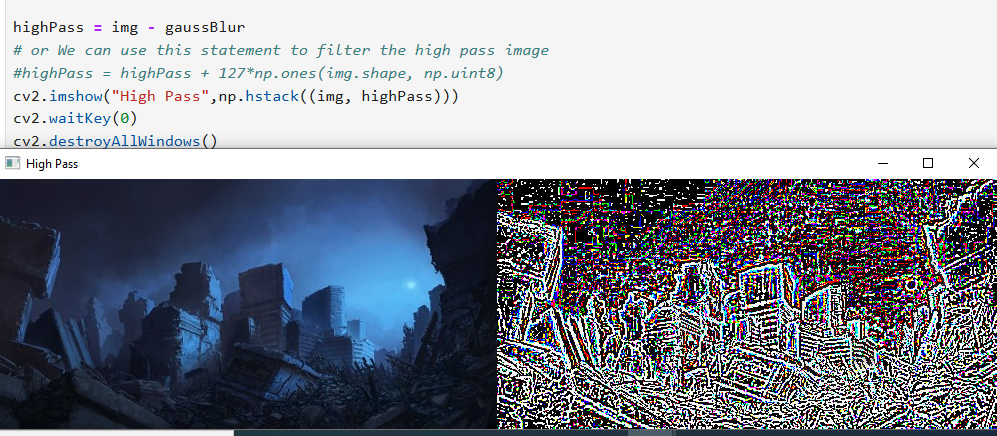 highPass = img - gaussBlur
# or We can use this statement to filter the high pass image
#highPass = highPass + 127*np.ones(img.shape, np.uint8)
cv2.imshow("High Pass",np.hstack((img, highPass)))
cv2.waitKey(0)
cv2.destroyAllWindows()
High Pass